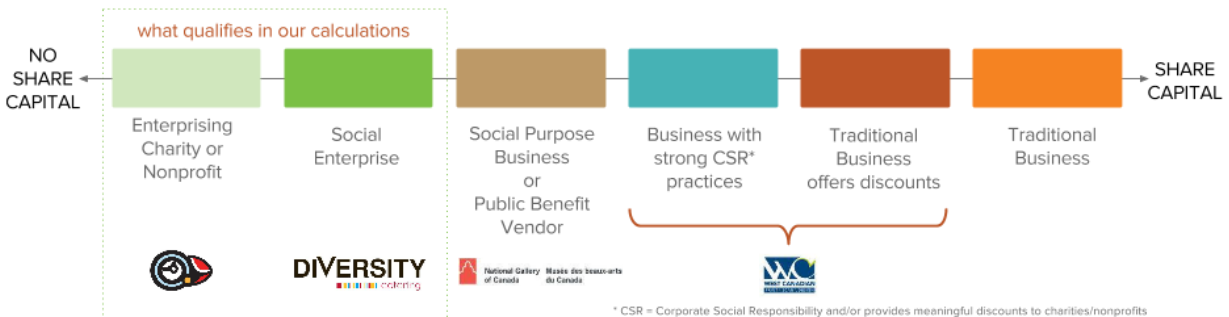 what qualifies in our calculations
NO
SHARE
CAPITAL
SHARE
CAPITAL
Enterprising
Charity or
Nonprofit
Social
Enterprise
Social Purpose
Business
or
Public Benefit
Vendor
Business with
strong CSR*
practices
Traditional
Business
offers discounts
Traditional
Business
DIVERSITY
catering
National Gallery
of Canada
Musée des beaux-arts
du Canada
WC
WEST CANADIAN
* CSR = Corporate Social Responsibility and/or provides meaningful discounts to charities/nonprofits